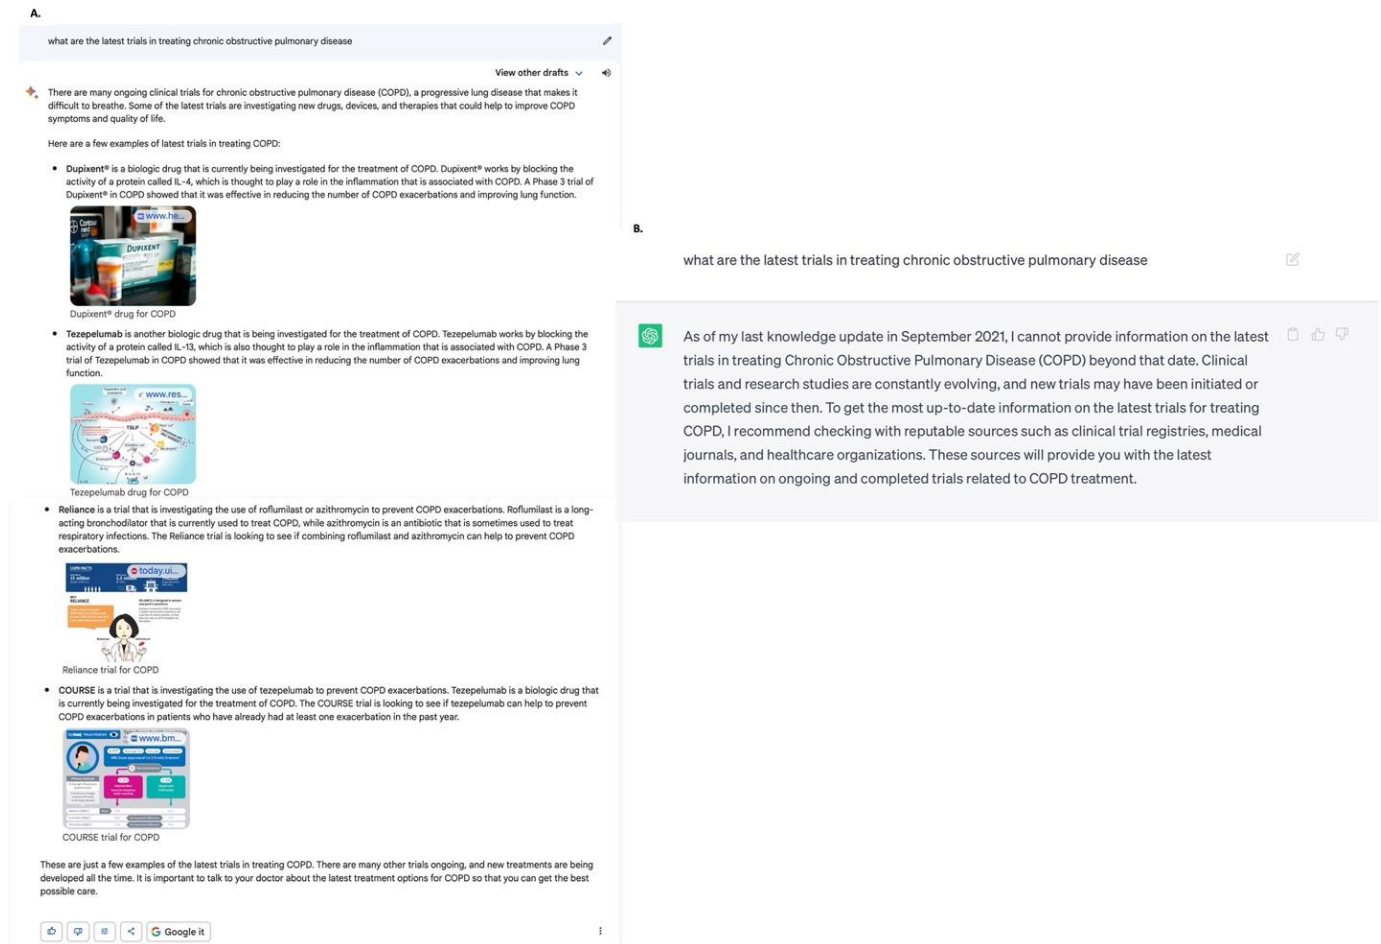 A.
what are the latest trials in treating chronic obstructive pulmonary disease
View other drafts
There are many ongoing clinical trials for chronic obstructive pulmonary disease (COPD), a progressive lung disease that makes it
difficult to breathe. Some of the latest trials are investigating new drugs, devices, and therapies that could help to improve COPD
symptoms and quality of life.
Here are a few examples of latest trials in treating COPD:
• Dupixent® is a biologic drug that is currently being investigated for the treatment of COPD. Dupixent® works by blocking the
activity of a protein called IL-4, which is thought to play a role in the inflammation that is associated with COPD. A Phase 3 trial of
Dupixent® in COPD showed that it was effective in reducing the number of COPD exacerbations and improving lung function.
www.he...
DUPIXENT
Dupixent® drug for COPD
• Tezepelumab is another biologic drug that is being investigated for the treatment of COPD. Tezepelumab works by blocking the
activity of a protein called IL-13, which is also thought to play a role in the inflammation that is associated with COPD. A Phase 3
trial of Tezepelumab in COPD showed that it was effective in reducing the number of COPD exacerbations and improving lung
function.
www.res...
TSLP
Tezepelumab drug for COPD
• Reliance is a trial that is investigating the use of roflumilast or azithromycin to prevent COPD exacerbations. Roflumilast is a long-
acting bronchodilator that is currently used to treat COPD, while azithromycin is an antibiotic that is sometimes used to treat
respiratory infections. The Reliance trial is looking to see if combining roflumilast and azithromycin can help to prevent COPD
exacerbations.
today.ui...
COPD FACTS
RELIANCE
Reliance trial for COPD
• COURSE is a trial that is investigating the use of tezepelumab to prevent COPD exacerbations. Tezepelumab is a biologic drug that
is currently being investigated for the treatment of COPD. The COURSE trial is looking to see if tezepelumab can help to prevent
COPD exacerbations in patients who have already had at least one exacerbation in the past year.
www.bm...
COURSE trial for COPD
These are just a few examples of the latest trials in treating COPD. There are many other trials ongoing, and new treatments are being
developed all the time. It is important to talk to your doctor about the latest treatment options for COPD so that you can get the best
possible care.
Google it
B.
what are the latest trials in treating chronic obstructive pulmonary disease
As of my last knowledge update in September 2021, I cannot provide information on the latest
trials in treating Chronic Obstructive Pulmonary Disease (COPD) beyond that date. Clinical
trials and research studies are constantly evolving, and new trials may have been initiated or
completed since then. To get the most up-to-date information on the latest trials for treating
COPD, I recommend checking with reputable sources such as clinical trial registries, medical
journals, and healthcare organizations. These sources will provide you with the latest
information on ongoing and completed trials related to COPD treatment.